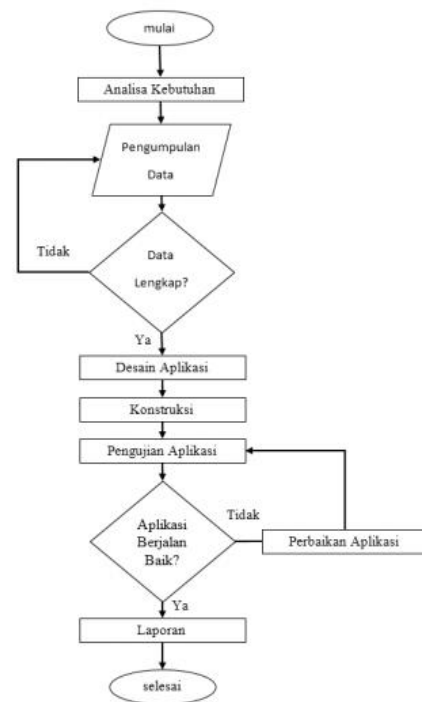 mulai
Analisa Kebutuhan
Pengumpulan
Data
Tidak
Data
Lengkap?
Ya
Desain Aplikasi
Konstruksi
Pengujian Aplikasi
Aplikasi
Berjalan
Baik?
Tidak
Perbaikan Aplikasi
Ya
Laporan
selesai